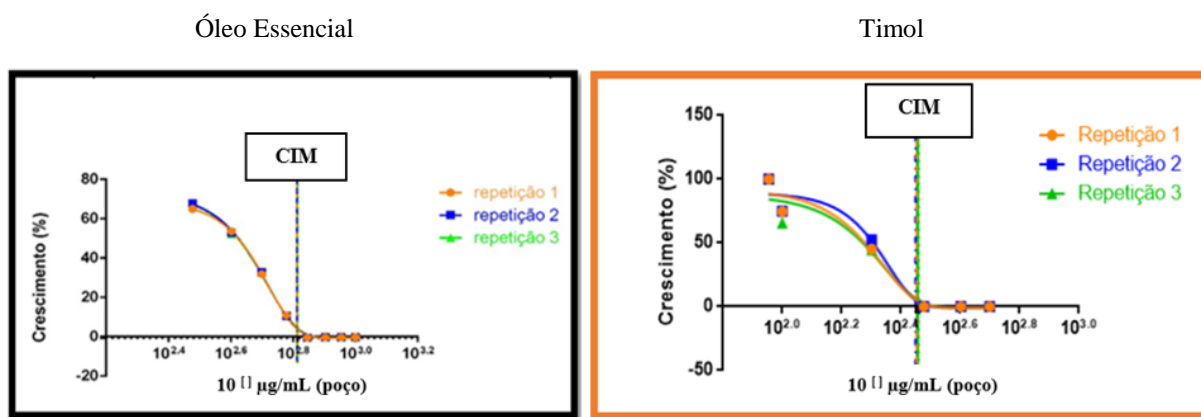 Óleo Essencial
CIM
80
60
40
20
0
-20
Crescimento (%)
10^2.4 10^2.6 10^2.8 10^3.0 10^3.2
10 [] µg/mL (poço)
repetição 1
repetição 2
repetição 3
Timol
CIM
150
100
50
0
-50
Crescimento (%)
10^2.0 10^2.2 10^2.4 10^2.6 10^2.8 10^3.0
10 [] µg/mL (poço)
Repetição 1
Repetição 2
Repetição 3